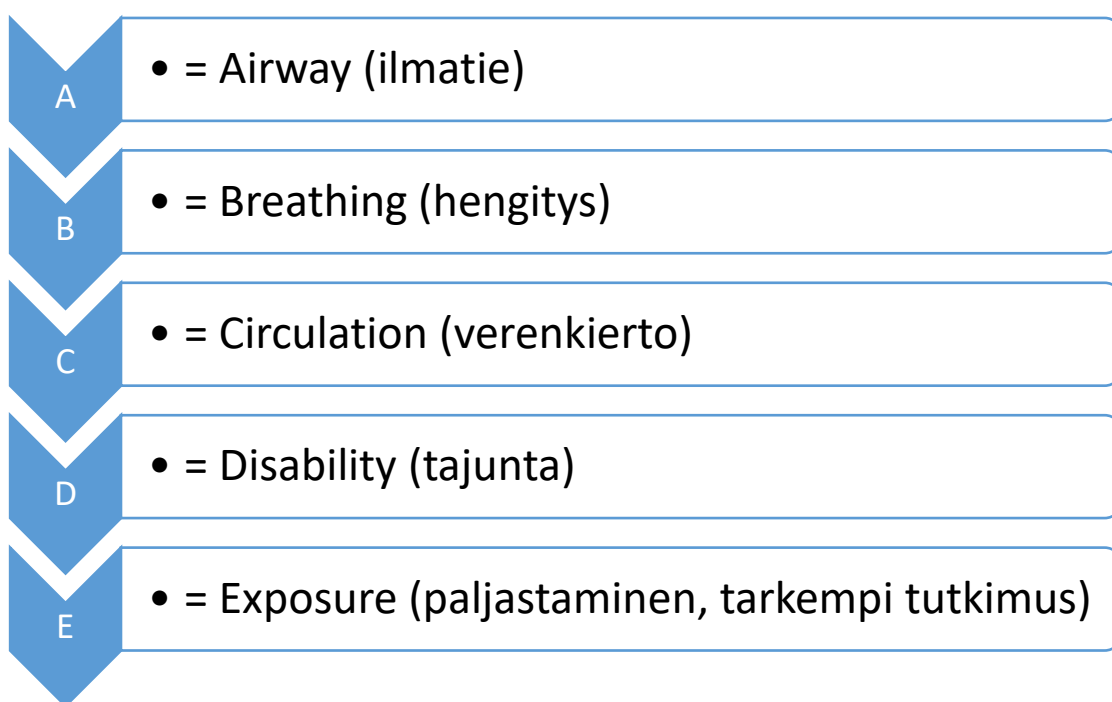 A
• = Airway (ilmatie)
B
• = Breathing (hengitys)
C
• = Circulation (verenkierto)
D
• = Disability (tajunta)
E
• = Exposure (paljastaminen, tarkempi tutkimus)